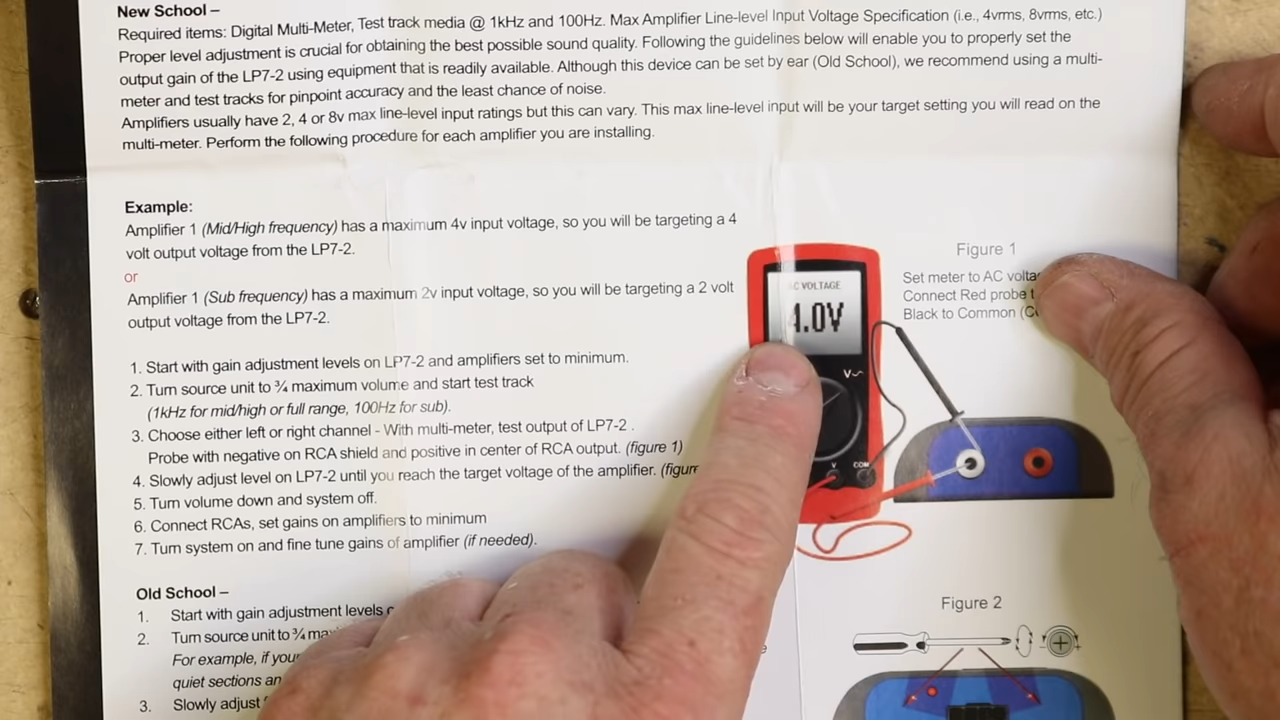 New School –
Required items: Digital Multi-Meter, Test track media @ 1kHz and 100Hz. Max Amplifier Line-level Input Voltage Specification (i.e., 4vrms, 8vrms, etc.)
Proper level adjustment is crucial for obtaining the best possible sound quality. Following the guidelines below will enable you to properly set the
output gain of the LP7-2 using equipment that is readily available. Although this device can be set by ear (Old School), we recommend using a multi-
meter and test tracks for pinpoint accuracy and the least chance of noise.
Amplifiers usually have 2, 4 or 8v max line-level input ratings but this can vary. This max line-level input will be your target setting you will read on the
multi-meter. Perform the following procedure for each amplifier you are installing.
Example:
Amplifier 1 (Mid/High frequency) has a maximum 4v input voltage, so you will be targeting a 4
volt output voltage from the LP7-2.
or
Amplifier 1 (Sub frequency) has a maximum 2v input voltage, so you will be targeting a 2 volt
output voltage from the LP7-2.
1. Start with gain adjustment levels on LP7-2 and amplifiers set to minimum.
2. Turn source unit to ¾ maximum volume and start test track
(1kHz for mid/high or full range, 100Hz for sub).
3. Choose either left or right channel - With multi-meter, test output of LP7-2 .
Probe with negative on RCA shield and positive in center of RCA output. (figure 1)
4. Slowly adjust level on LP7-2 until you reach the target voltage of the amplifier. (figure
5. Turn volume down and system off.
6. Connect RCAs, set gains on amplifiers to minimum
7. Turn system on and fine tune gains of amplifier (if needed).
Old School –
1. Start with gain adjustment levels
2. Turn source unit to ¾
For example, if your
quiet sections
3. Slowly adjust
Figure 1
Set meter to AC
Connect Red probe
Black to Common
AC VOLTAGE
4.0V
V~
V COM
Figure 2